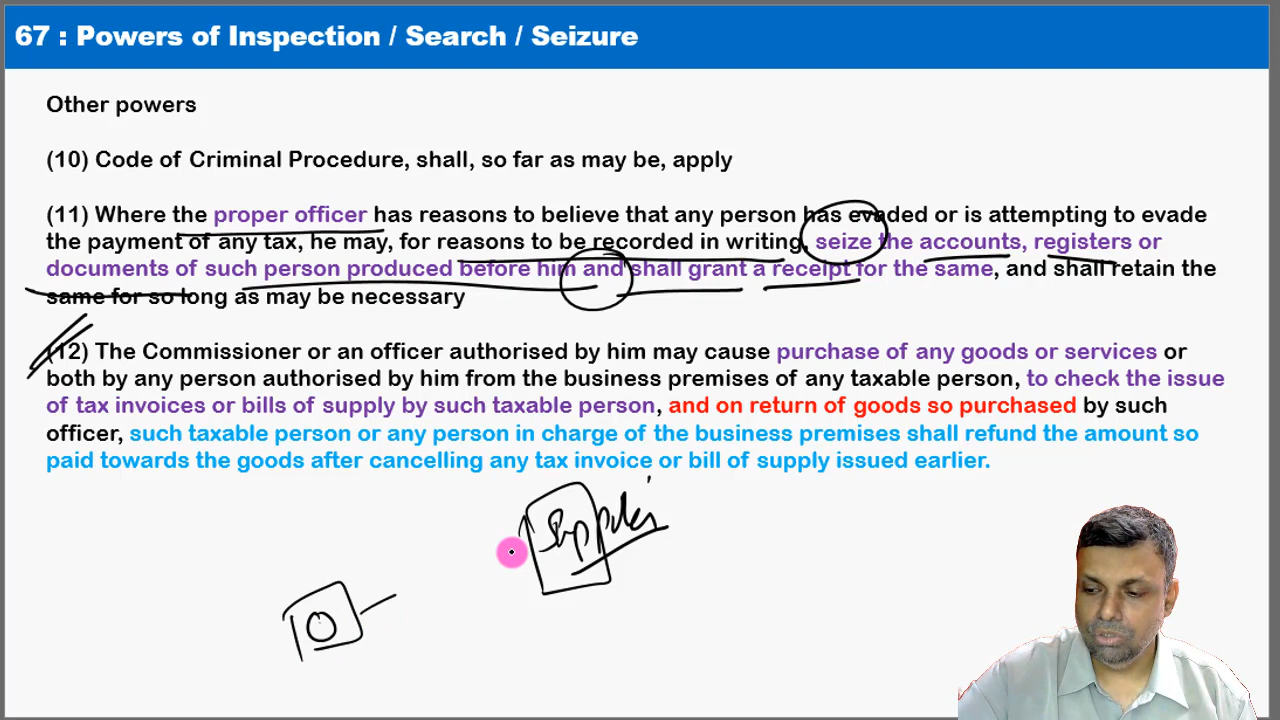 67 : Powers of Inspection / Search / Seizure
Other powers
(10) Code of Criminal Procedure, shall, so far as may be, apply
(11) Where the proper officer has reasons to believe that any person has evaded or is attempting to evade
the payment of any tax, he may, for reasons to be recorded in writing, seize the accounts, registers or
documents of such person produced before him and shall grant a receipt for the same, and shall retain the
same for so long as may be necessary
(12) The Commissioner or an officer authorised by him may cause purchase of any goods or services or
both by any person authorised by him from the business premises of any taxable person, to check the issue
of tax invoices or bills of supply by such taxable person, and on return of goods so purchased by such
officer, such taxable person or any person in charge of the business premises shall refund the amount so
paid towards the goods after cancelling any tax invoice or bill of supply issued earlier.
Supplier
O